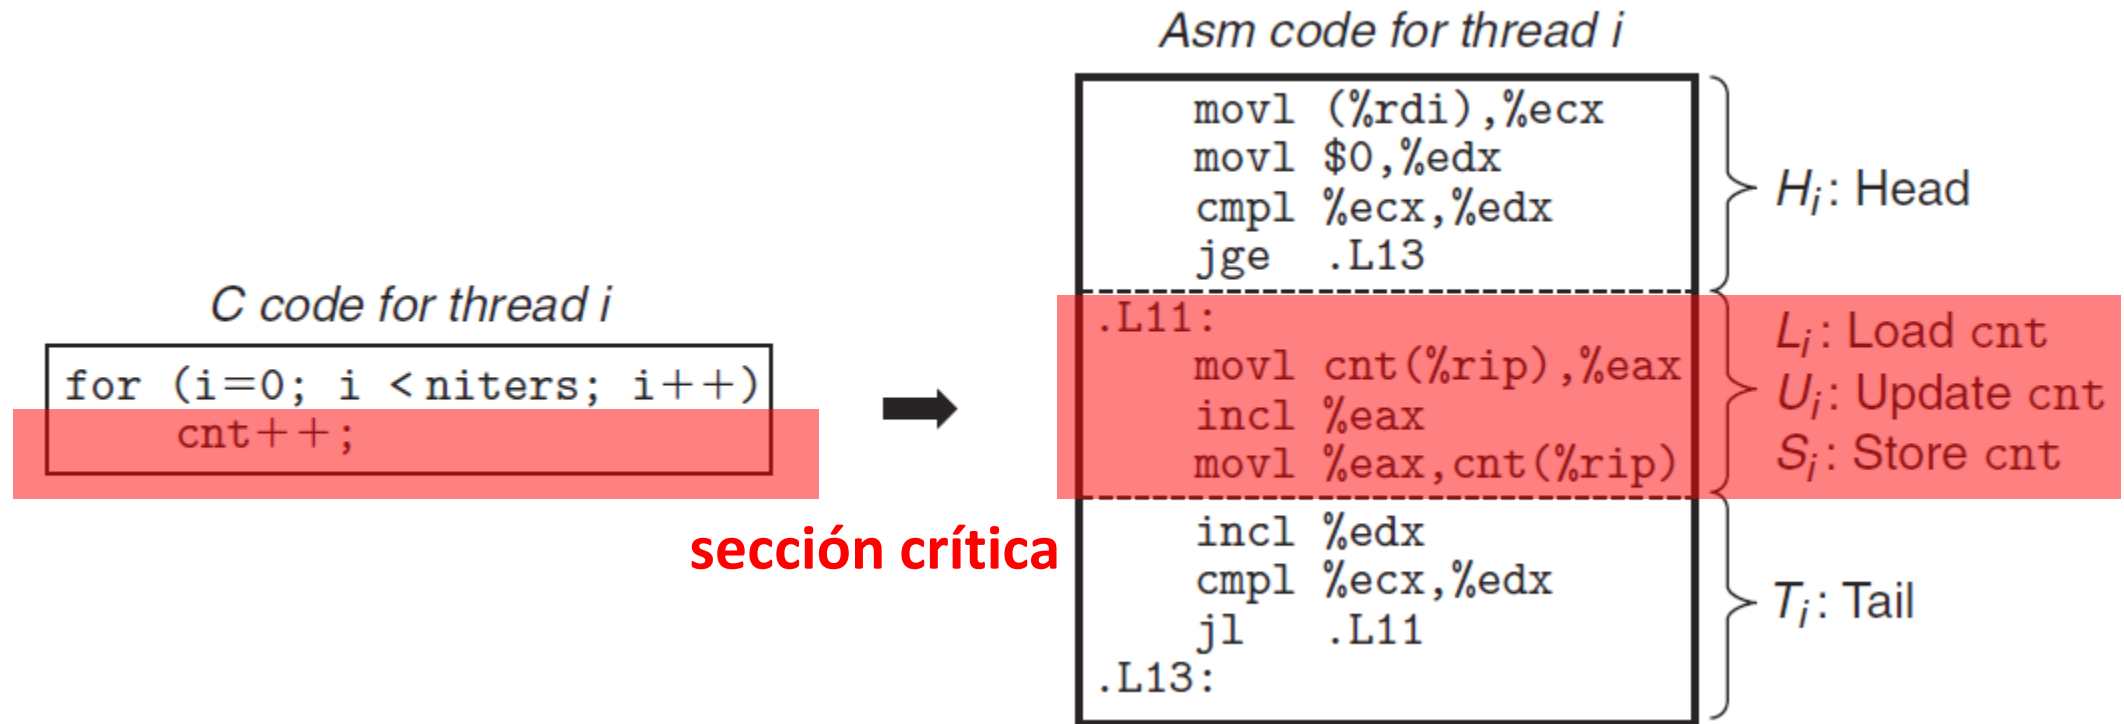 C code for thread i
for (i=0; i < niters; i++)
cnt++;
sección crítica
Asm code for thread i
movl (%rdi),%ecx
movl $0,%edx
cmpl %ecx,%edx
jge .L13
.L11:
movl cnt(%rip),%eax
incl %eax
movl %eax,cnt(%rip)
incl %edx
cmpl %ecx,%edx
jl .L11
.L13:
Hi: Head
Li: Load cnt
Ui: Update cnt
Si: Store cnt
Ti: Tail